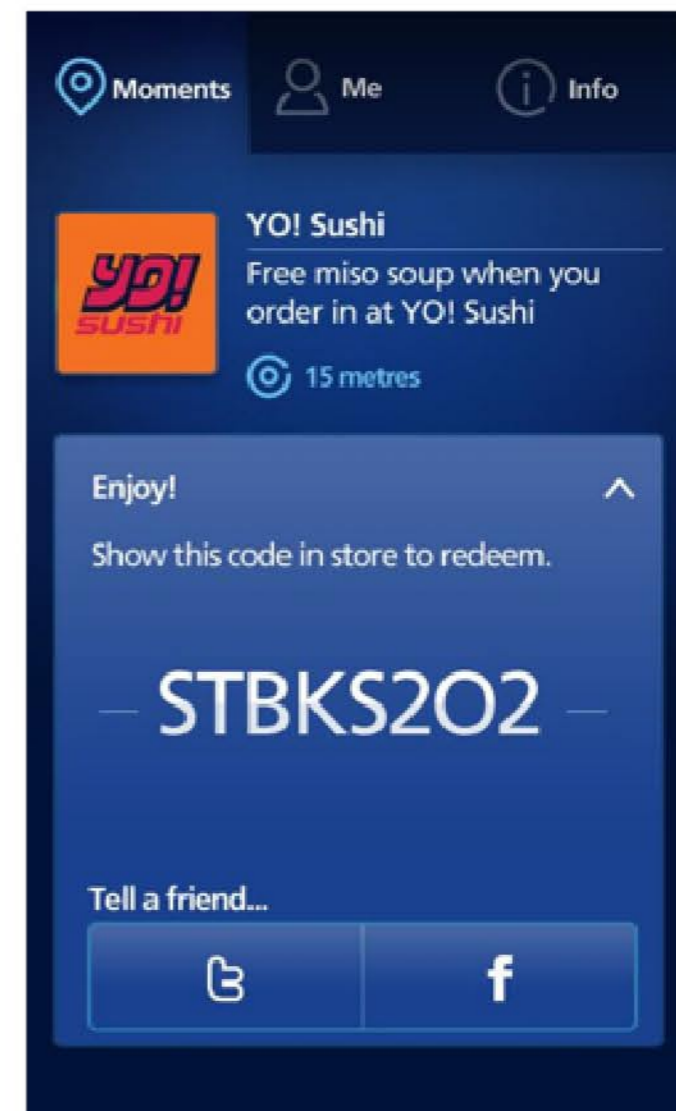 Moments Me Info
YO! Sushi
YO!
SUSHI
Free miso soup when you
order in at YO! Sushi
15 metres
Enjoy!
Show this code in store to redeem.
STBKS2O2
Tell a friend...